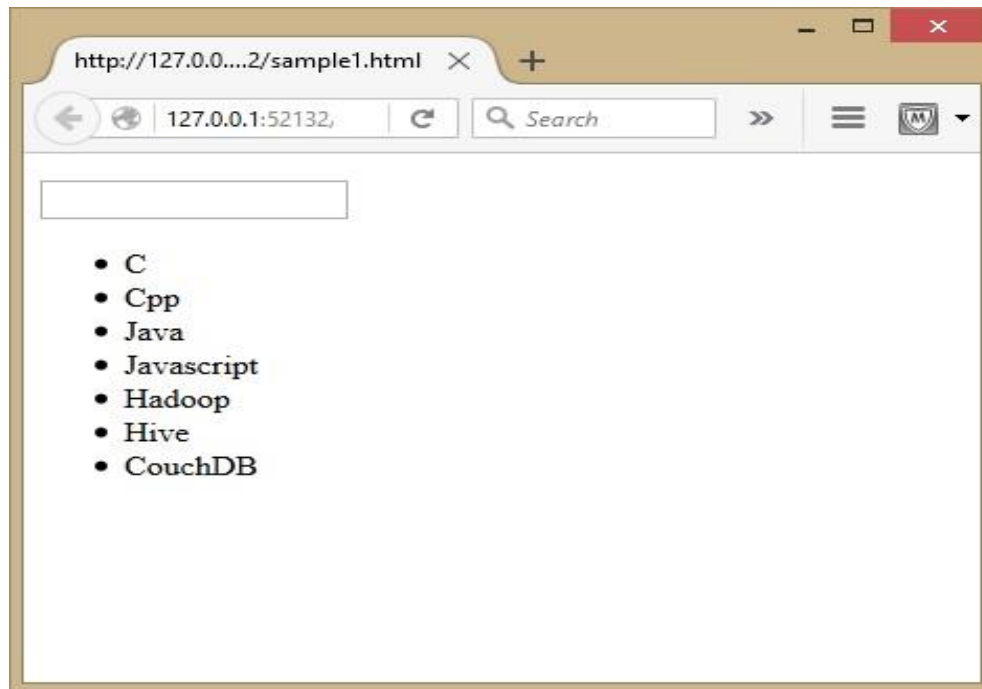 http://127.0.0....2/sample1.html
127.0.0.1:52132,
Search
C
Cpp
Java
Javascript
Hadoop
Hive
CouchDB